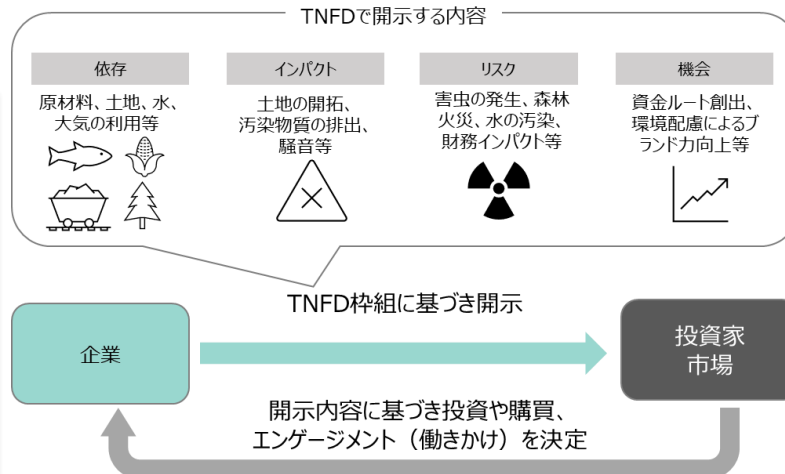 TNFDで開示する内容
依存
インパクト
リスク
機会
原材料、土地、水、
大気の利用等
土地の開拓、
汚染物質の排出、
騒音等
害虫の発生、森林
火災、水の汚染、
財務インパクト等
資金ルート創出、
環境配慮によるブ
ランド力向上等
TNFD枠組に基づき開示
企業
投資家
市場
開示内容に基づき投資や購買、
エンゲージメント（働きかけ）を決定